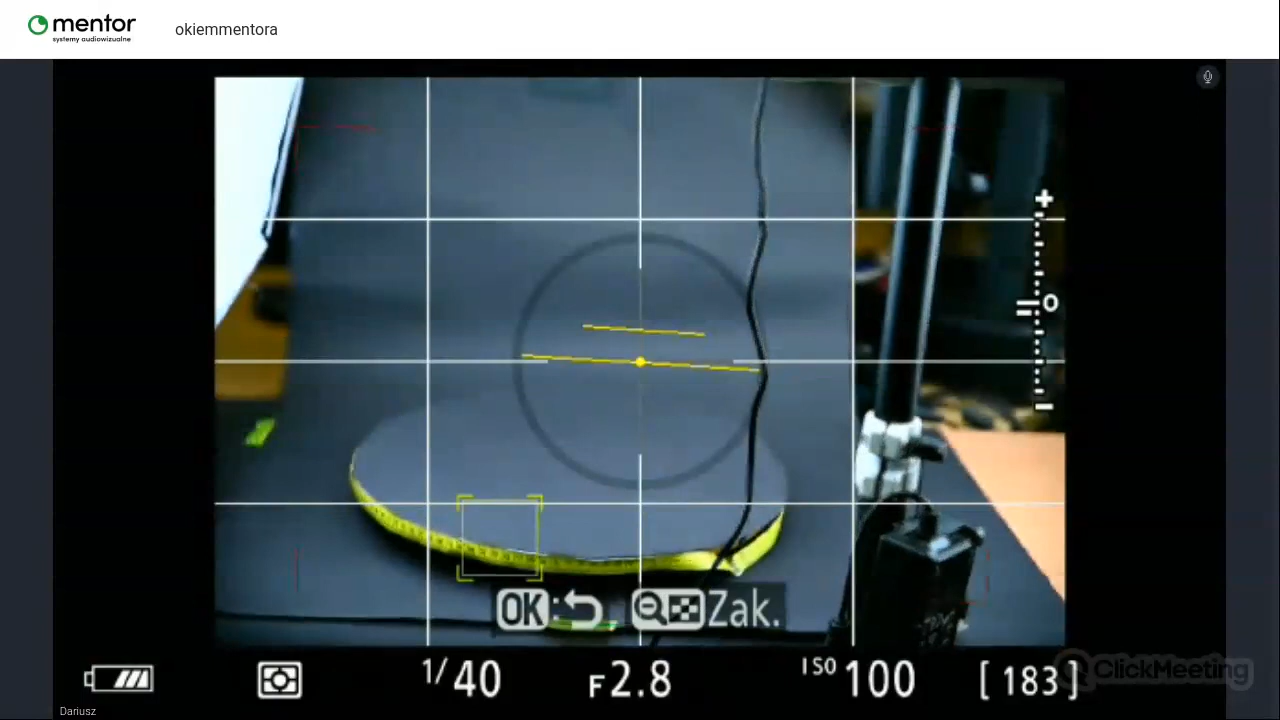 mentor
systemy audiowizualne
okiemmentora
OK
Zak.
1/40
F2.8
ISO 100
[ 183 ]
ClickMeeting
Dariusz